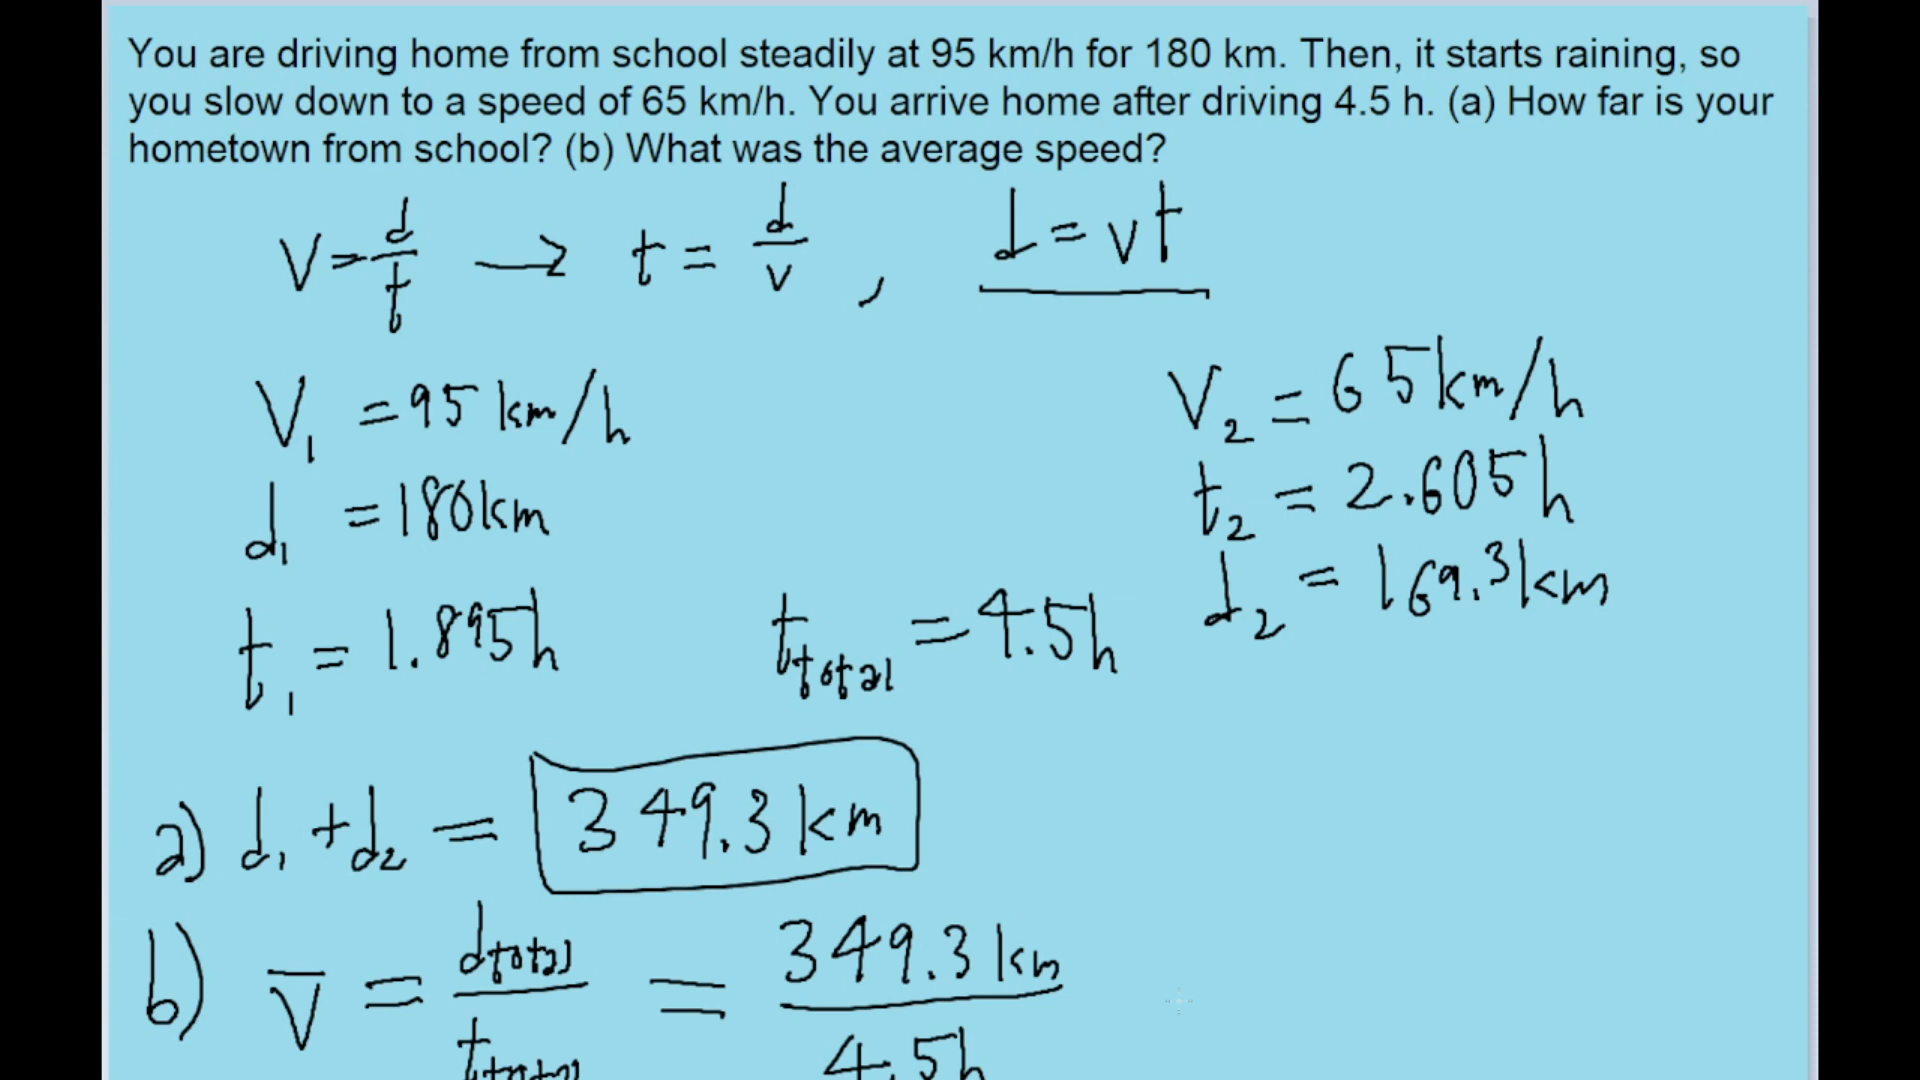 You are driving home from school steadily at 95 km/h for 180 km. Then, it starts raining, so
you slow down to a speed of 65 km/h. You arrive home after driving 4.5 h. (a) How far is your
hometown from school? (b) What was the average speed?
V = d/t → t = d/v , d = vt
V₁ = 95 km/h
d₁ = 180 km
t₁ = 1.895 h
t total = 4.5 h
V₂ = 65 km/h
t₂ = 2.605 h
d₂ = 169.3 km
a) d₁ + d₂ = 349.3 km
b) V̅ = d total / t total = 349.3 km / 4.5 h